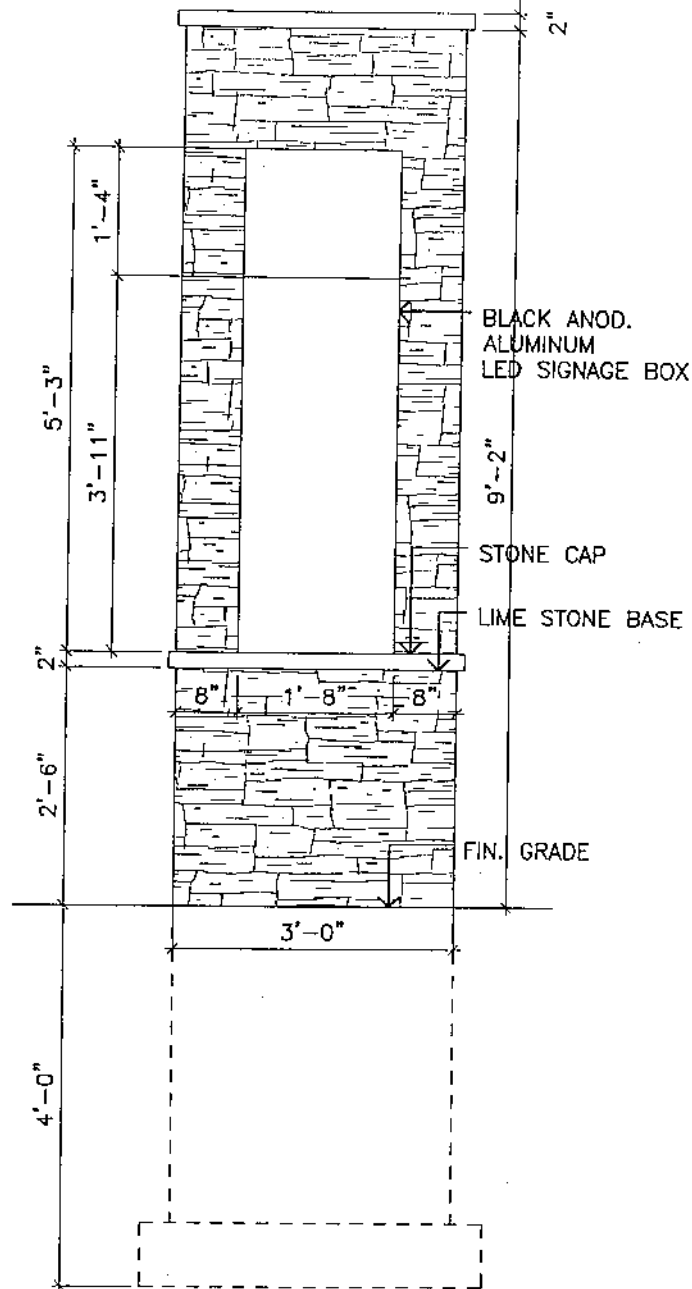 2"
1'-4"
5'-3"
3'-11"
BLACK ANOD.
ALUMINUM
LED SIGNAGE BOX
9'-2"
STONE CAP
LIME STONE BASE
2"
8"
1'-8"
8"
2'-6"
FIN. GRADE
3'-0"
4'-0"